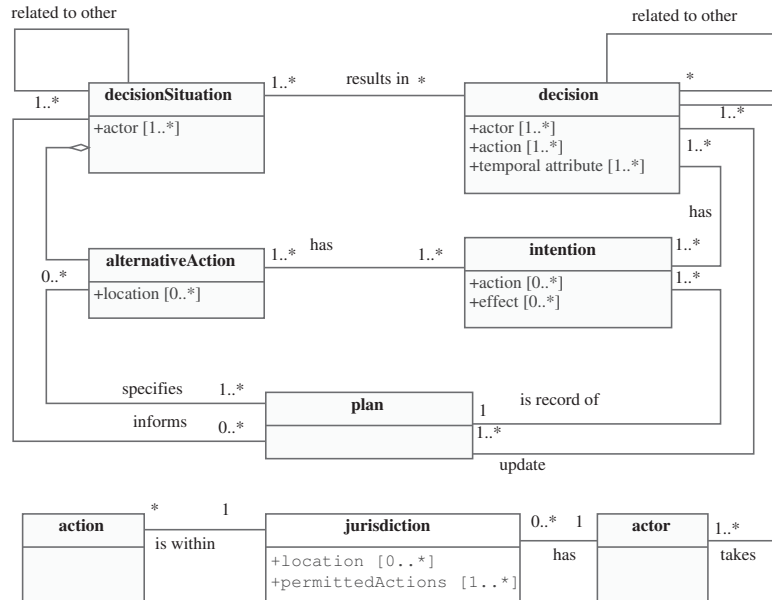 related to other
related to other
1..*
decisionSituation
+actor [1..*]
1..*
results in
*
decision
+actor [1..*]
+action [1..*]
+temporal attribute [1..*]
*
1..*
1..*
has
0..*
alternativeAction
+location [0..*]
1..*
has
1..*
intention
+action [0..*]
+effect [0..*]
1..*
1..*
specifies
1..*
informs
0..*
plan
1
is record of
1..*
update
action
*
1
is within
jurisdiction
+location [0..*]
+permittedActions [1..*]
0..*
1
has
actor
1..*
takes